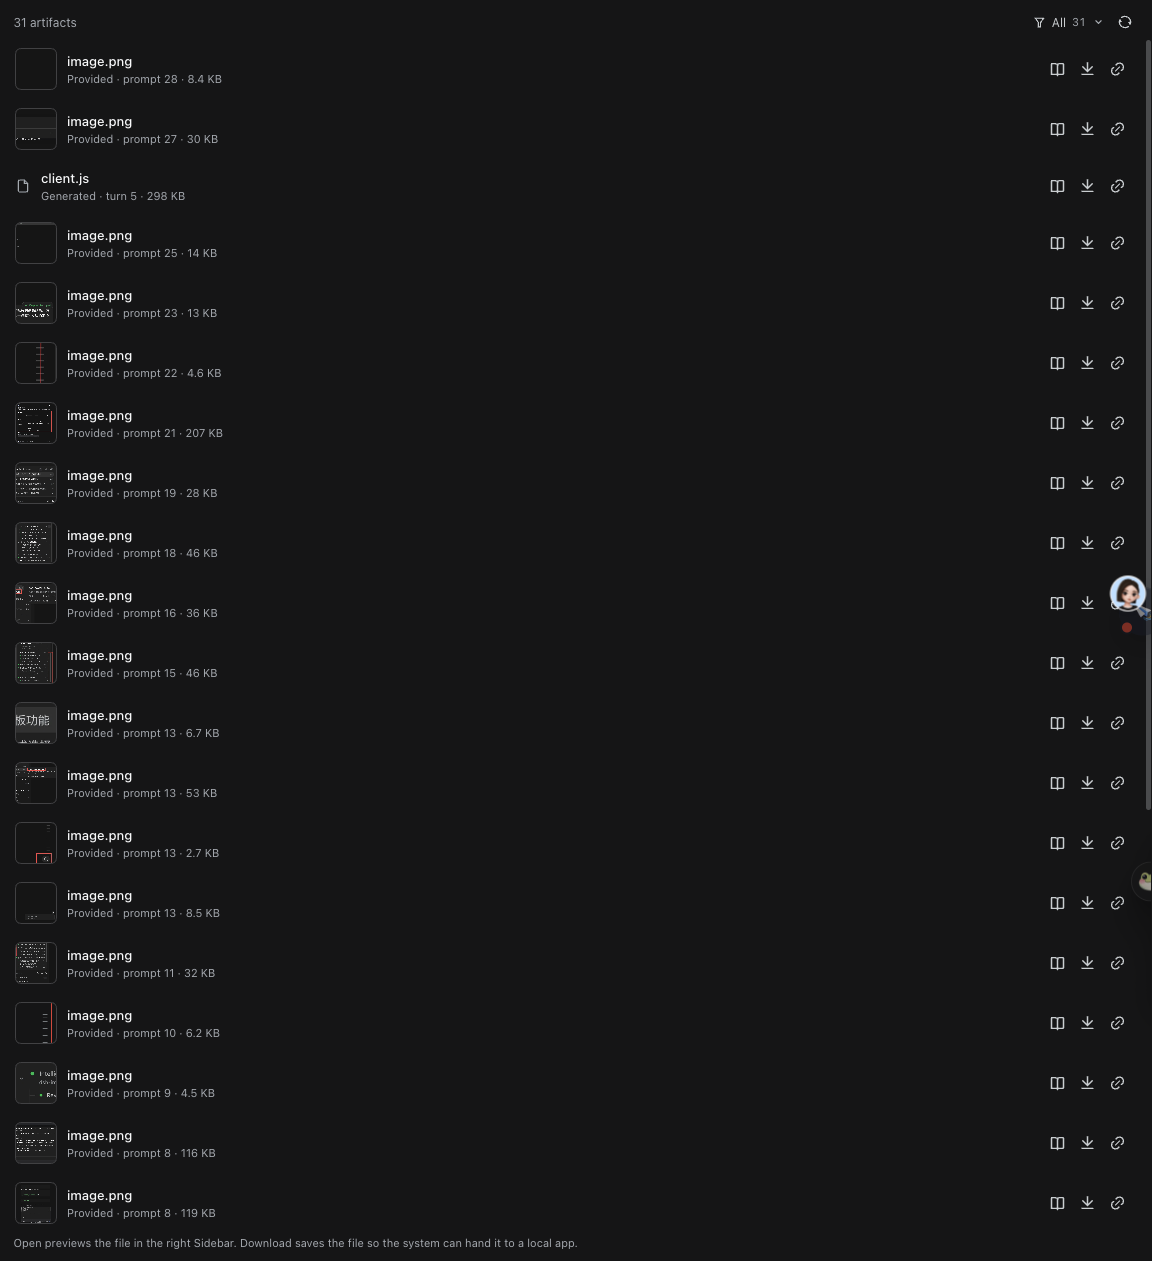 31 artifacts
All 31
image.png
Provided · prompt 28 · 8.4 KB
image.png
Provided · prompt 27 · 30 KB
client.js
Generated · turn 5 · 298 KB
image.png
Provided · prompt 25 · 14 KB
image.png
Provided · prompt 23 · 13 KB
image.png
Provided · prompt 22 · 4.6 KB
image.png
Provided · prompt 21 · 207 KB
image.png
Provided · prompt 19 · 28 KB
image.png
Provided · prompt 18 · 46 KB
image.png
Provided · prompt 16 · 36 KB
image.png
Provided · prompt 15 · 46 KB
板功能
image.png
Provided · prompt 13 · 6.7 KB
image.png
Provided · prompt 13 · 53 KB
image.png
Provided · prompt 13 · 2.7 KB
image.png
Provided · prompt 13 · 8.5 KB
image.png
Provided · prompt 11 · 32 KB
image.png
Provided · prompt 10 · 6.2 KB
image.png
Provided · prompt 9 · 4.5 KB
image.png
Provided · prompt 8 · 116 KB
image.png
Provided · prompt 8 · 119 KB
Open previews the file in the right Sidebar. Download saves the file so the system can hand it to a local app.